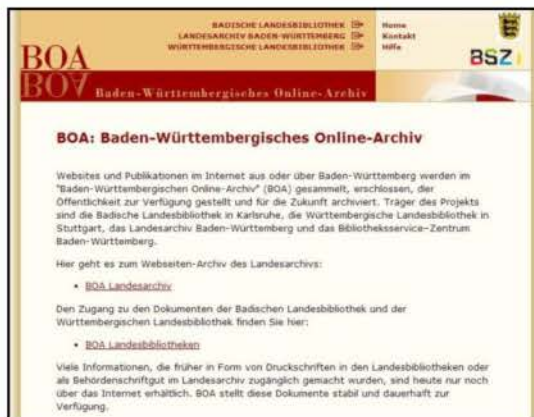 BADISCHE LANDESBIBLIOTHEK
LANDESARCHIV BADEN-WÜRTTEMBERG
WÜRTTEMBERGISCHE LANDESBIBLIOTHEK
Home
Kontakt
Hilfe
BSZ
BOA
BOA
Baden-Württembergisches Online-Archiv
BOA: Baden-Württembergisches Online-Archiv
Websites und Publikationen im Internet aus oder über Baden-Württemberg werden im
"Baden-Württembergischen Online-Archiv" (BOA) gesammelt, erschlossen, der
Öffentlichkeit zur Verfügung gestellt und für die Zukunft archiviert. Träger des Projekts
sind die Badische Landesbibliothek in Karlsruhe, die Württembergische Landesbibliothek in
Stuttgart, das Landesarchiv Baden-Württemberg und das Bibliotheksservice-Zentrum
Baden-Württemberg.
Hier geht es zum Webseiten-Archiv des Landesarchivs:
• BOA Landesarchiv
Den Zugang zu den Dokumenten der Badischen Landesbibliothek und der
Württembergischen Landesbibliothek finden Sie hier:
• BOA Landesbibliotheken
Viele Informationen, die früher in Form von Druckschriften in den Landesbibliotheken oder
als Behördenschriftgut im Landesarchiv zugänglich gemacht wurden, sind heute nur noch
über das Internet erhältlich. BOA stellt diese Dokumente stabil und dauerhaft zur
Verfügung.